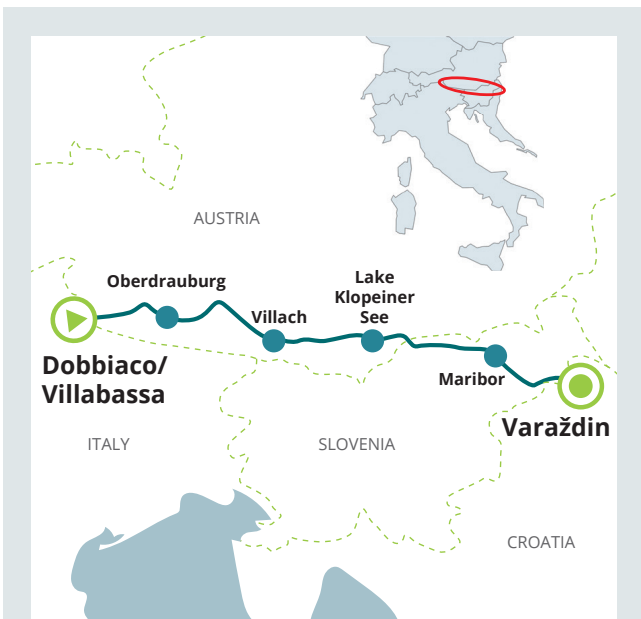 AUSTRIA
Oberdrauburg
Villach
Lake
Klopeiner
See
Dobbiaco/
Villabassa
Maribor
Varaždin
ITALY
SLOVENIA
CROATIA